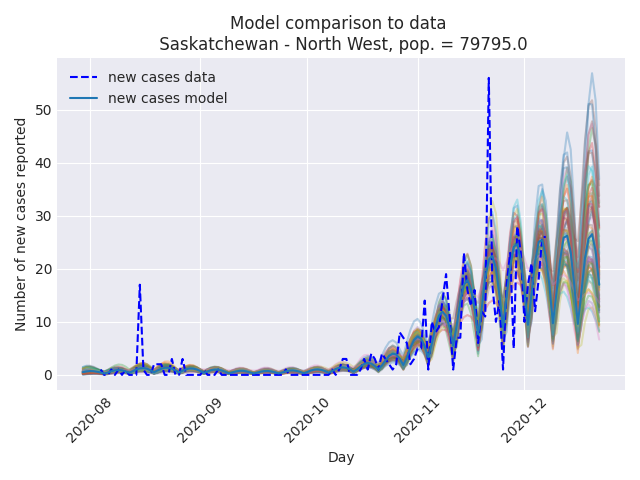 Model comparison to data
Saskatchewan - North West, pop. = 79795.0
new cases data
new cases model
Number of new cases reported
50
40
30
20
10
0
2020-08
2020-09
2020-10
2020-11
2020-12
Day